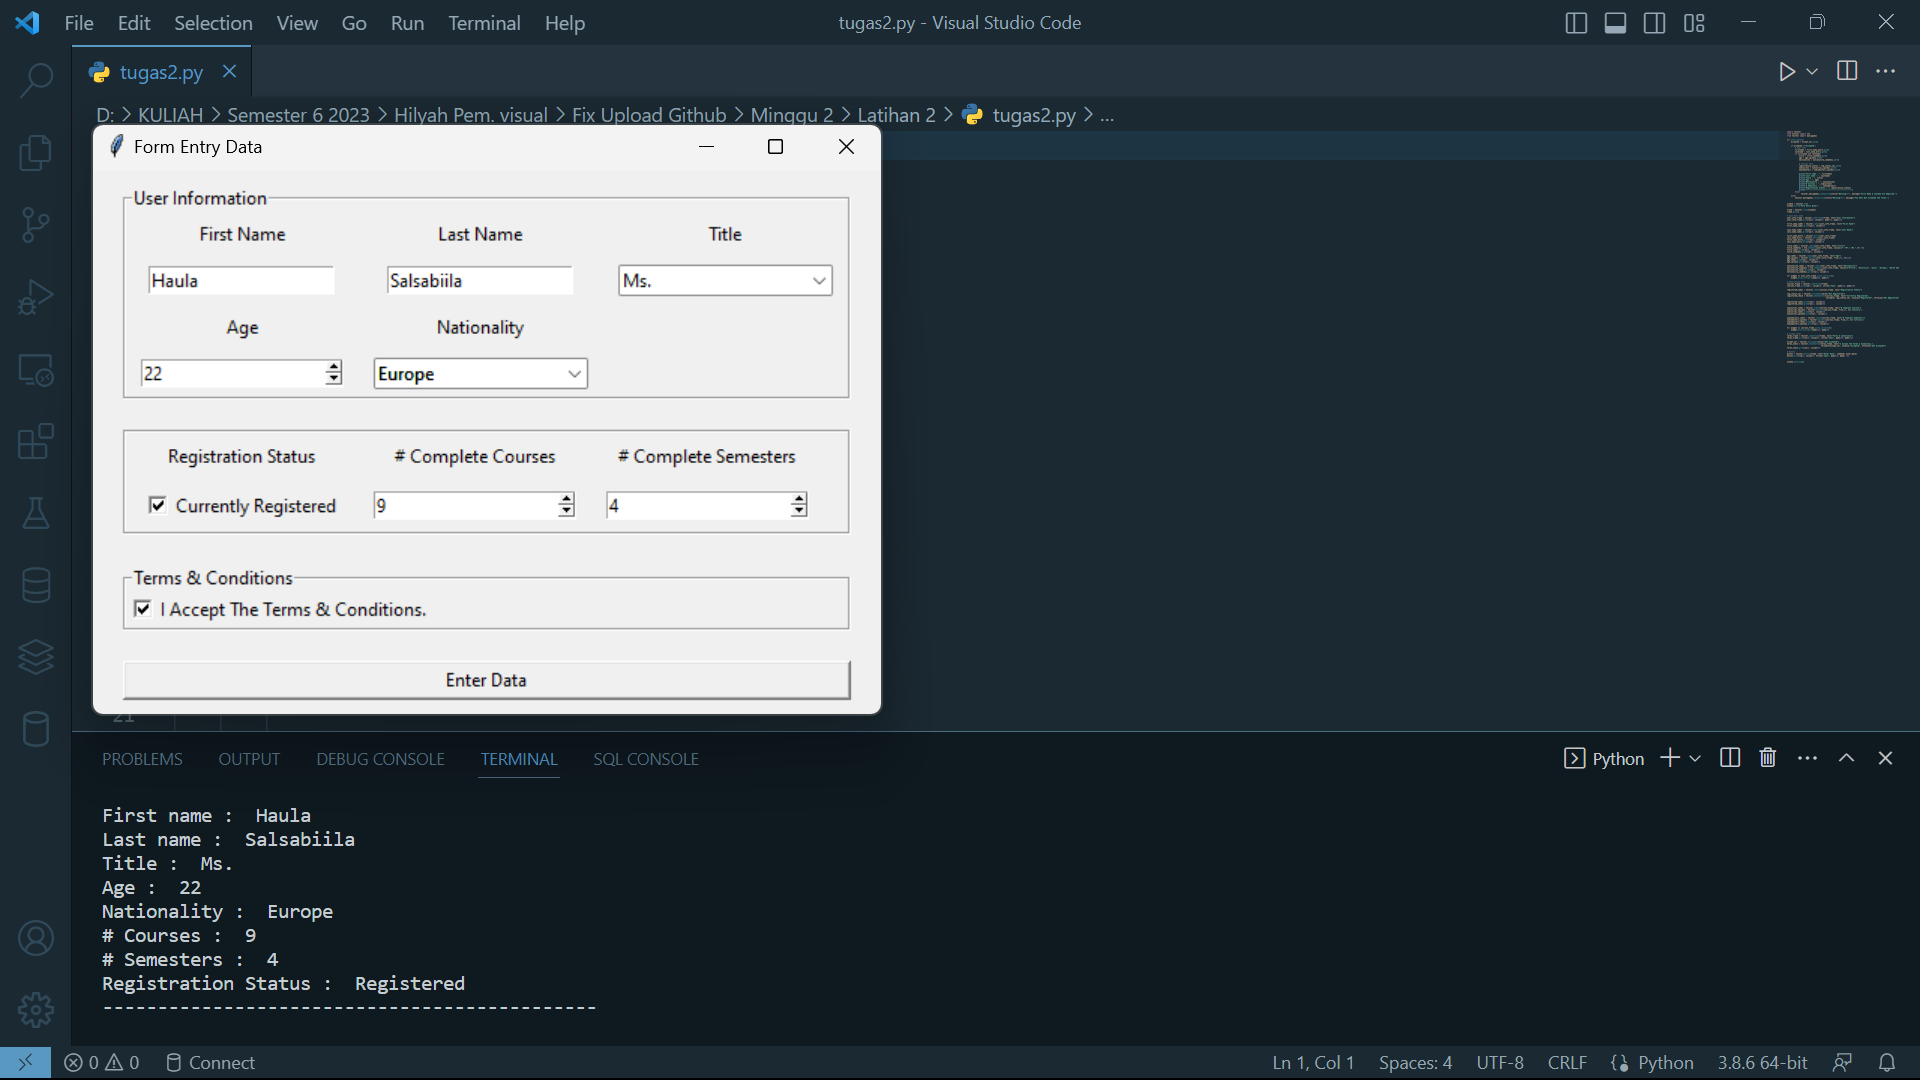 File Edit Selection View Go Run Terminal Help
tugas2.py - Visual Studio Code
tugas2.py
D: > KULIAH > Semester 6 2023 > Hilyah Pem. visual > Fix Upload Github > Minggu 2 > Latihan 2 > tugas2.py > ...
Form Entry Data
User Information
First Name Last Name Title
Haula Salsabiila Ms.
Age Nationality
22 Europe
Registration Status # Complete Courses # Complete Semesters
Currently Registered 9 4
Terms & Conditions
I Accept The Terms & Conditions.
Enter Data
21
PROBLEMS OUTPUT DEBUG CONSOLE TERMINAL SQL CONSOLE
Python
First name :  Haula
Last name :  Salsabiila
Title :  Ms.
Age :  22
Nationality :  Europe
# Courses :  9
# Semesters :  4
Registration Status :  Registered
---------------------------------------------
0 0 Connect
Ln 1, Col 1 Spaces: 4 UTF-8 CRLF Python 3.8.6 64-bit